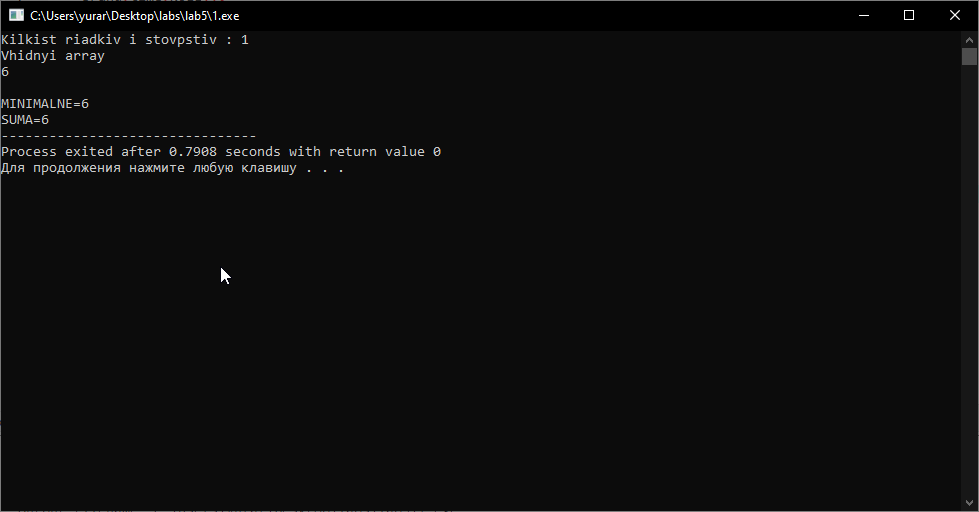 C:\Users\yurar\Desktop\labs\lab5\1.exe
Kilkist riadkiv i stovpstiv : 1
Vhidnyi array
6
MINIMALNE=6
SUMA=6
--------------------------------
Process exited after 0.7908 seconds with return value 0
Для продолжения нажмите любую клавишу . . .